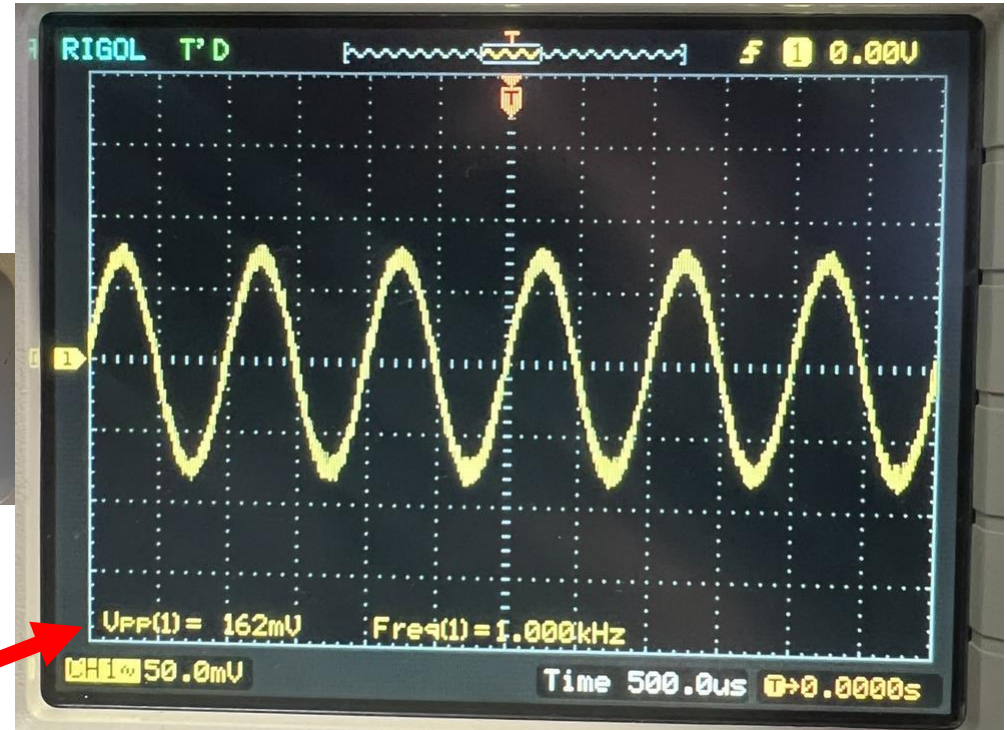 RIGOL T'D T 1 0.00V
T
1
Vpp(1)= 162mV Freq(1)=1.000kHz
CH1~ 50.0mV Time 500.0us T→0.0000s